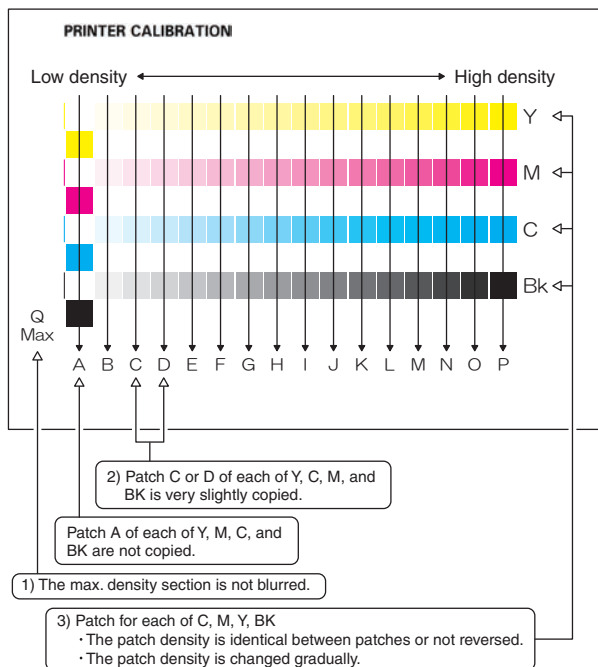 PRINTER CALIBRATION
Low density High density
Y
M
C
Bk
Q
Max
A B C D E F G H I J K L M N O P
2) Patch C or D of each of Y, C, M, and
BK is very slightly copied.
Patch A of each of Y, M, C, and
BK are not copied.
1) The max. density section is not blurred.
3) Patch for each of C, M, Y, BK
・The patch density is identical between patches or not reversed.
・The patch density is changed gradually.